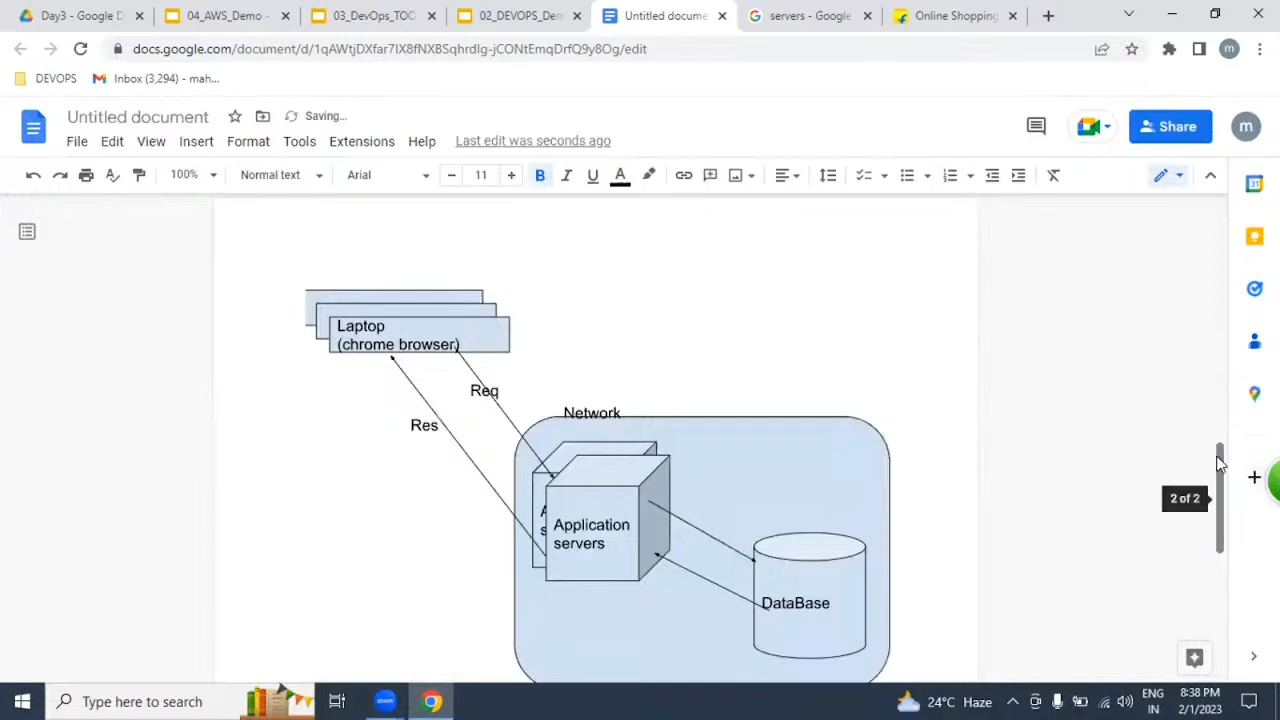 Day3 - Google D
04_AWS_Demo -
0_DevOps_TOC
02_DEVOPS_Dem
Untitled docume
servers - Google
Online Shopping
docs.google.com/document/d/1qAWtjDXfar7IX8fNXBSqhrdIg-jCONtEmqDrfQ9y8Og/edit
DEVOPS
Inbox (3,294) - mah...
Untitled document
Saving...
File Edit View Insert Format Tools Extensions Help
Last edit was seconds ago
Share
m
100%
Normal text
Arial
11
Laptop
(chrome browser)
Req
Res
Network
Application
servers
DataBase
2 of 2
Type here to search
zoom
24°C Haze
ENG
IN
8:38 PM
2/1/2023